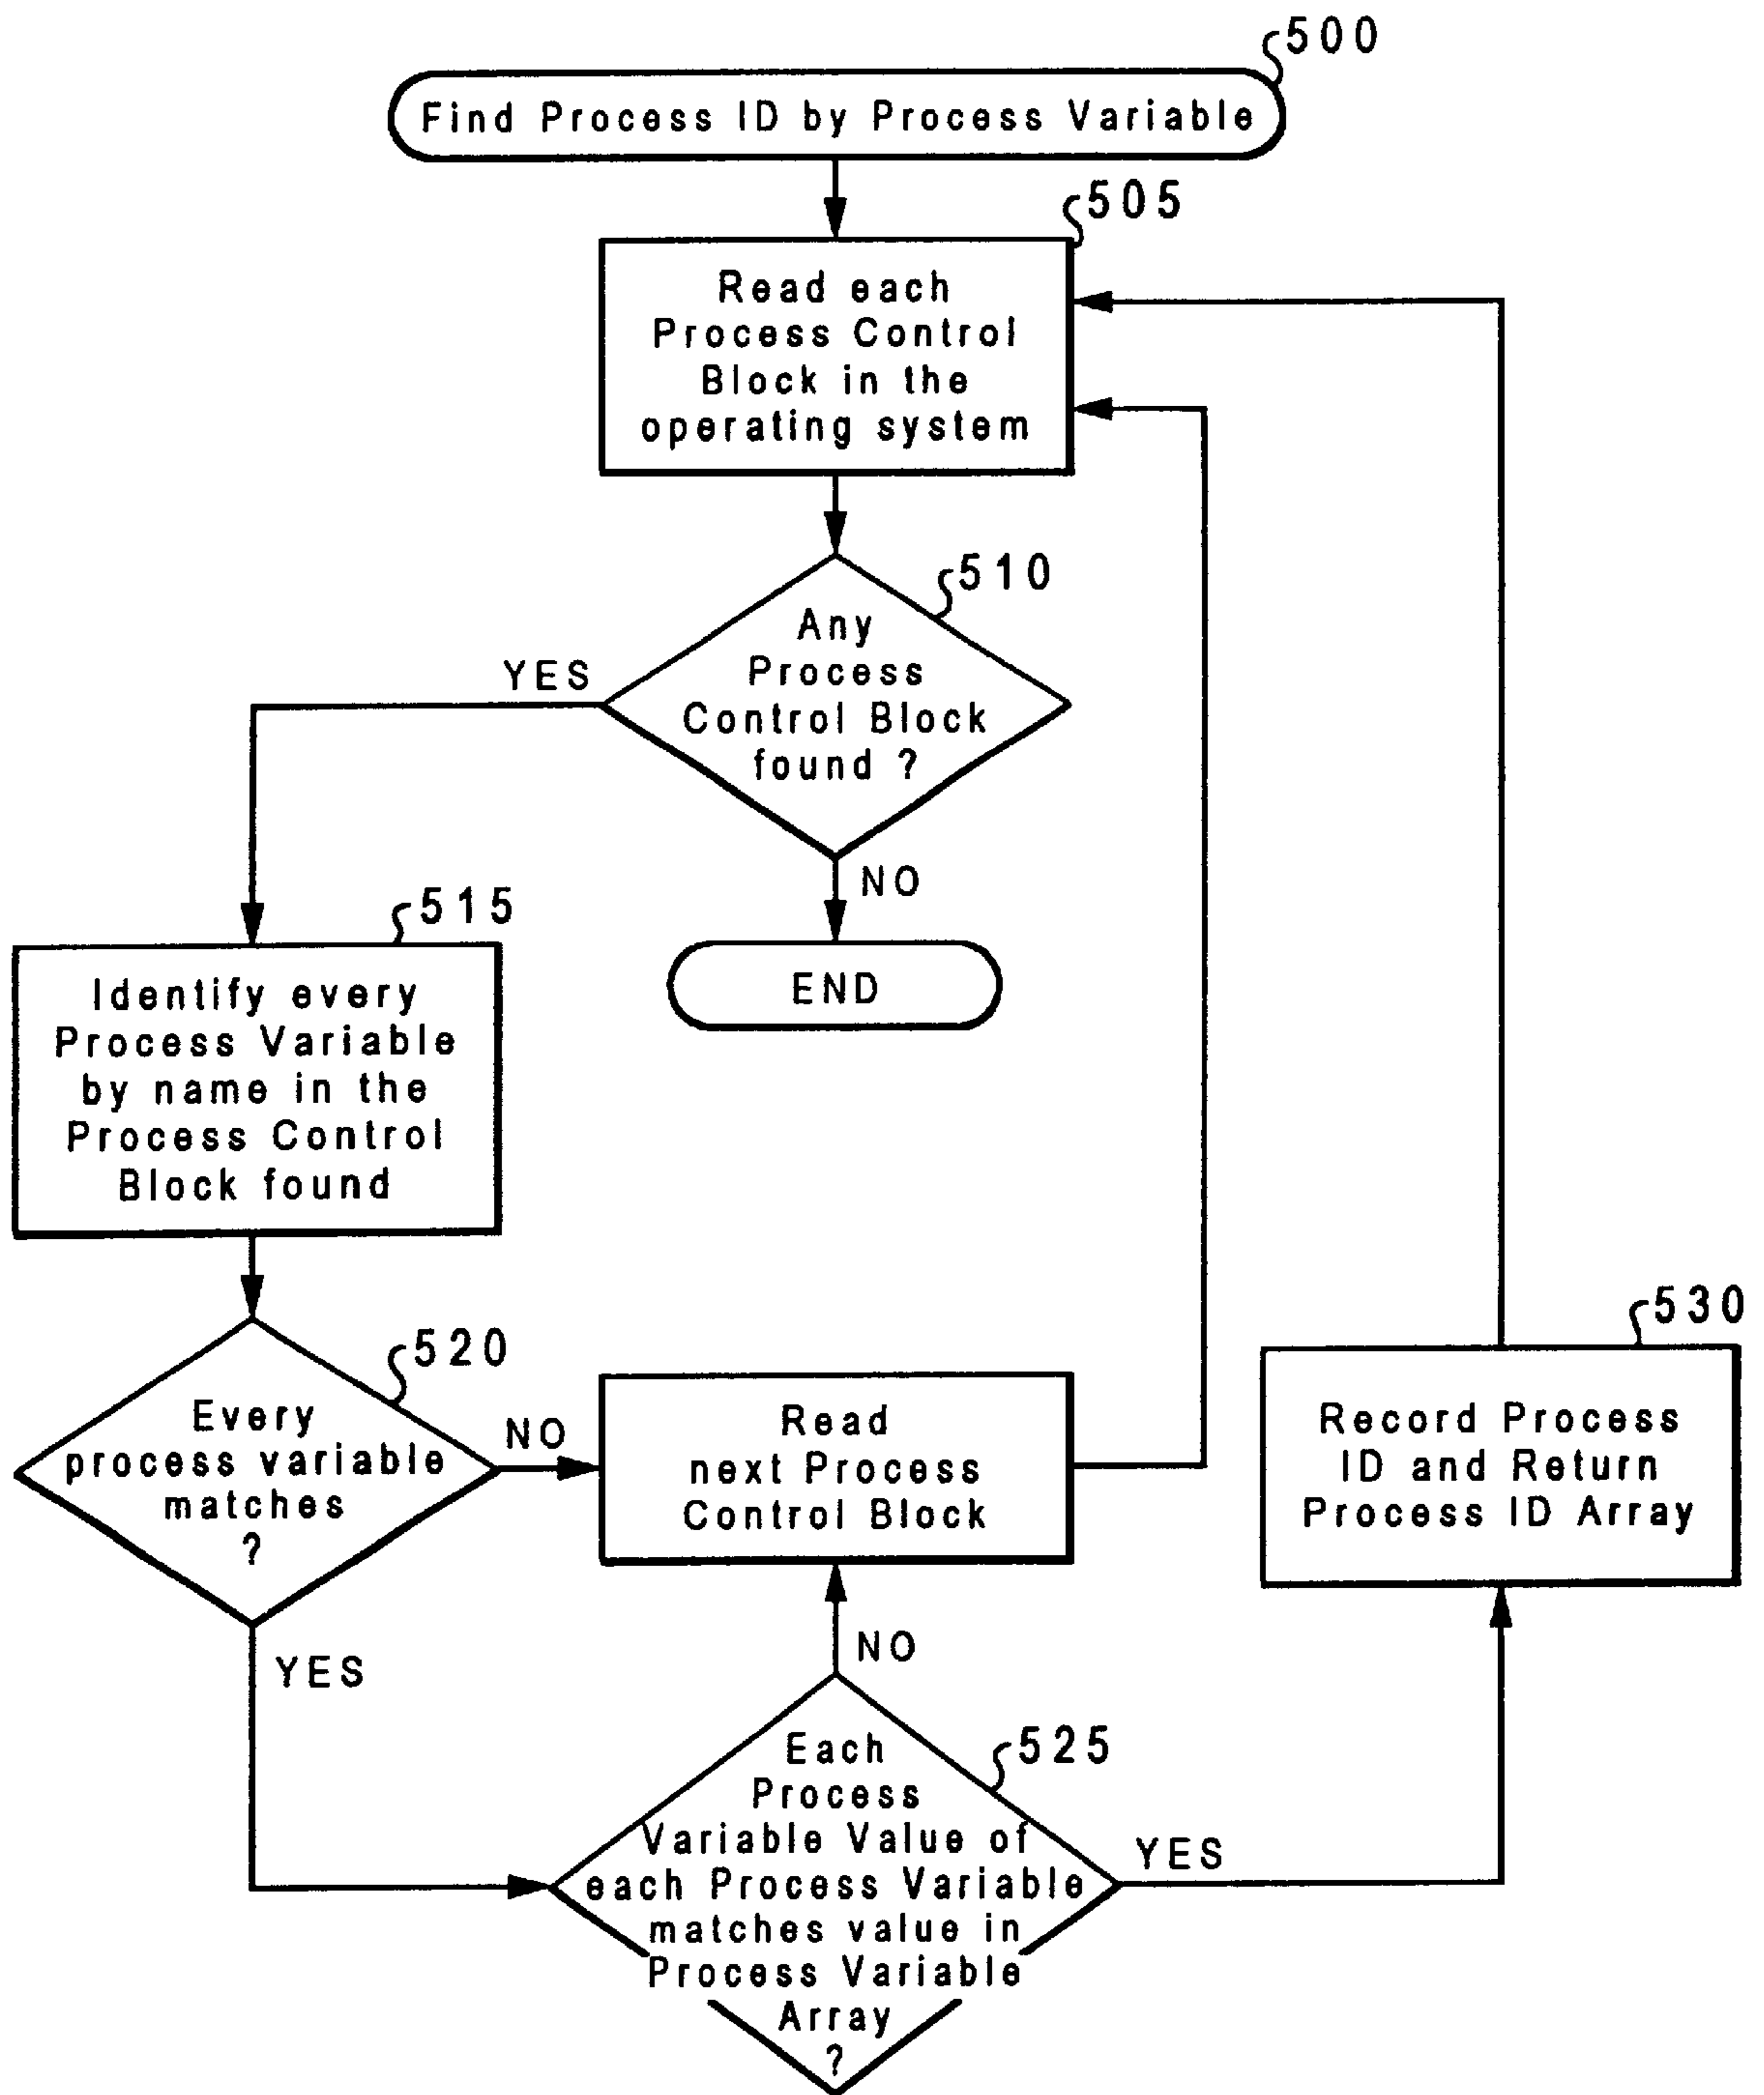 500
Find Process ID by Process Variable
505
Read each
Process Control
Block in the
operating system
510
Any
Process
Control Block
found ?
YES
NO
END
515
Identify every
Process Variable
by name in the
Process Control
Block found
520
Every
process variable
matches
?
NO
YES
Read
next Process
Control Block
530
Record Process
ID and Return
Process ID Array
NO
525
Each
Process
Variable Value of
each Process Variable
matches value in
Process Variable
Array
?
YES